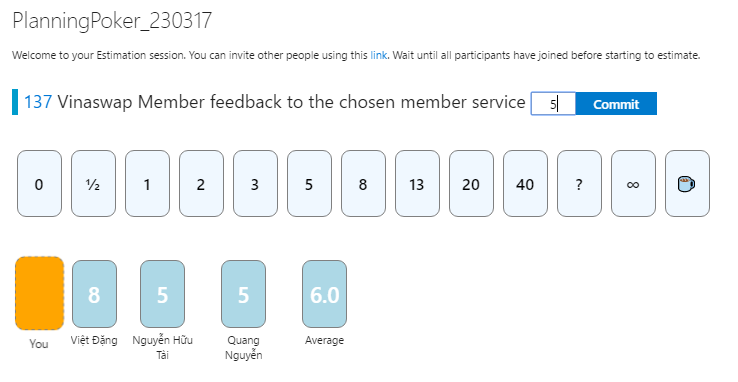 PlanningPoker_230317
Welcome to your Estimation session. You can invite other people using this link. Wait until all participants have joined before starting to estimate.
137 Vinaswap Member feedback to the chosen member service 5 Commit
0 ½ 1 2 3 5 8 13 20 40 ? ∞
8 5 5 6.0
You Việt Đặng Nguyễn Hữu Tài Quang Nguyễn Average